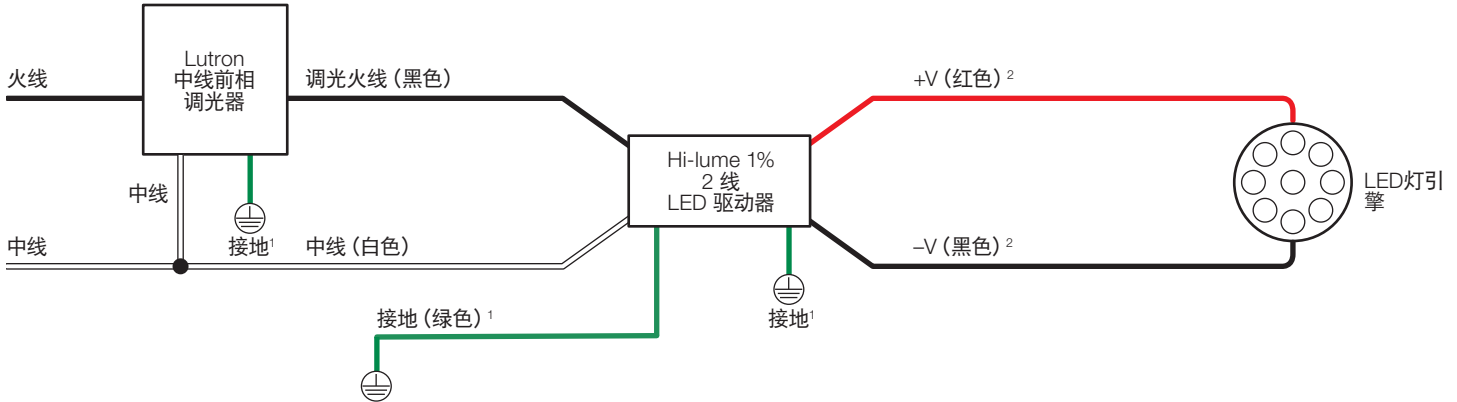 Lutron
中线前相
调光器
火线
调光火线 (黑色)
+V (红色) ²
Hi-lume 1%
2 线
LED 驱动器
LED灯引
擎
中线
中线
接地¹
中线 (白色)
–V (黑色) ²
接地 (绿色) ¹
接地¹